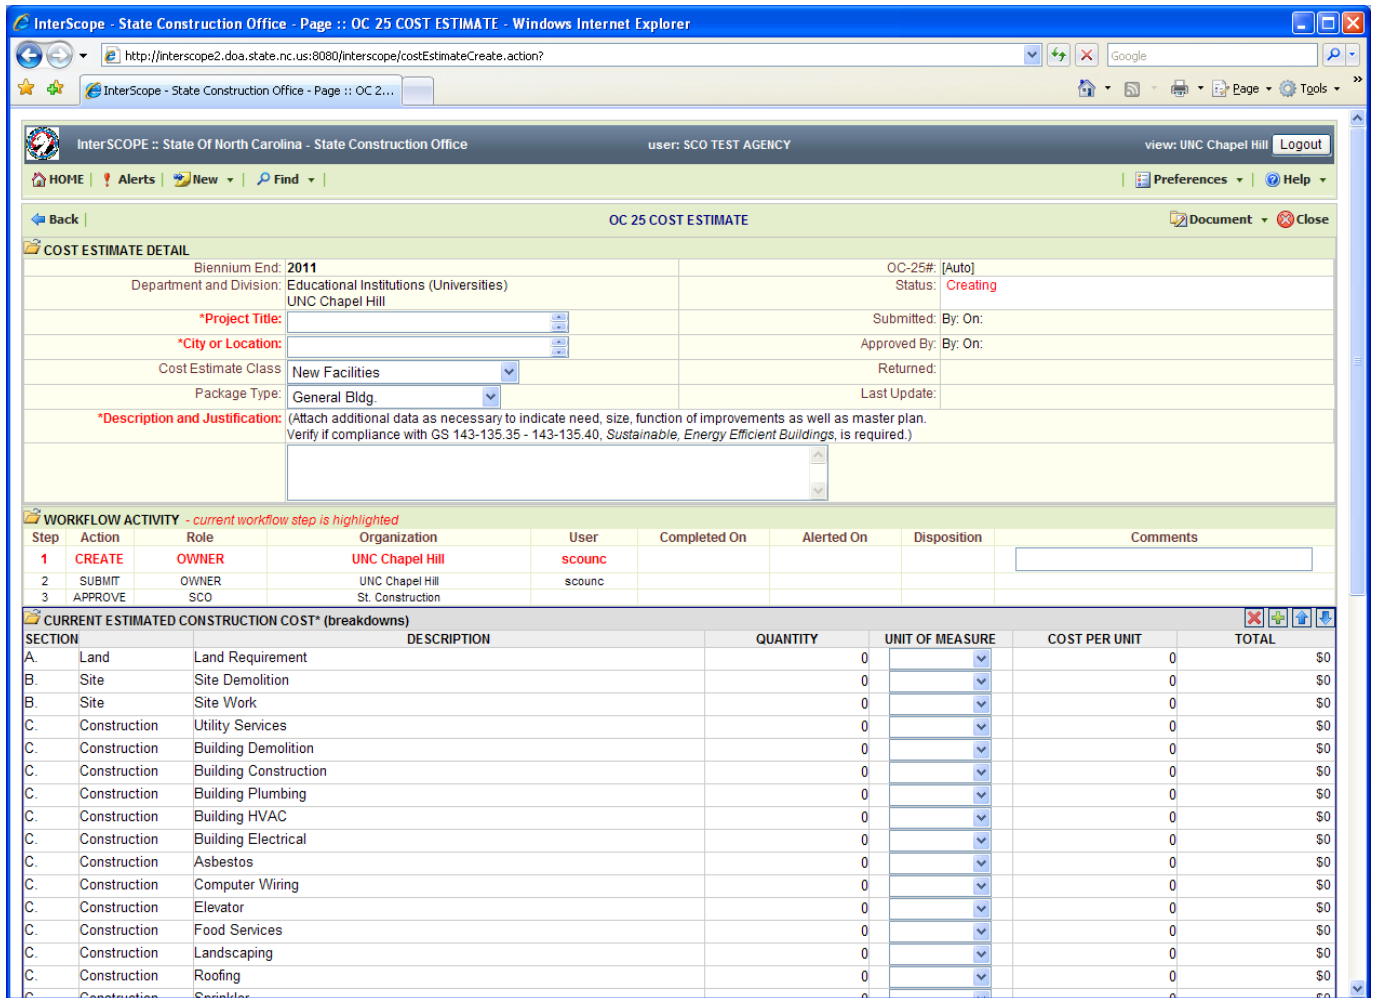 InterScope - State Construction Office - Page :: OC 25 COST ESTIMATE - Windows Internet Explorer
http://interscope2.doa.state.nc.us:8080/interscope/costEstimateCreate.action?
Google
InterScope - State Construction Office - Page :: OC 2...
Page
Tools
InterSCOPE :: State Of North Carolina - State Construction Office user: SCO TEST AGENCY view: UNC Chapel Hill Logout
HOME | Alerts | New | Find | | Preferences | Help
Back | OC 25 COST ESTIMATE Document Close
COST ESTIMATE DETAIL
Biennium End: 2011 OC-25#: [Auto]
Department and Division: Educational Institutions (Universities) Status: Creating
UNC Chapel Hill
*Project Title: Submitted: By: On:
*City or Location: Approved By: By: On:
Cost Estimate Class New Facilities Returned:
Package Type: General Bldg. Last Update:
*Description and Justification: (Attach additional data as necessary to indicate need, size, function of improvements as well as master plan.
Verify if compliance with GS 143-135.35 - 143-135.40, Sustainable, Energy Efficient Buildings, is required.)
WORKFLOW ACTIVITY - current workflow step is highlighted
Step Action Role Organization User Completed On Alerted On Disposition Comments
1 CREATE OWNER UNC Chapel Hill scounc
2 SUBMIT OWNER UNC Chapel Hill scounc
3 APPROVE SCO St. Construction
CURRENT ESTIMATED CONSTRUCTION COST* (breakdowns)
SECTION DESCRIPTION QUANTITY UNIT OF MEASURE COST PER UNIT TOTAL
A. Land Land Requirement 0 0 $0
B. Site Site Demolition 0 0 $0
B. Site Site Work 0 0 $0
C. Construction Utility Services 0 0 $0
C. Construction Building Demolition 0 0 $0
C. Construction Building Construction 0 0 $0
C. Construction Building Plumbing 0 0 $0
C. Construction Building HVAC 0 0 $0
C. Construction Building Electrical 0 0 $0
C. Construction Asbestos 0 0 $0
C. Construction Computer Wiring 0 0 $0
C. Construction Elevator 0 0 $0
C. Construction Food Services 0 0 $0
C. Construction Landscaping 0 0 $0
C. Construction Roofing 0 0 $0
C. Construction Sprinkler 0 0 $0